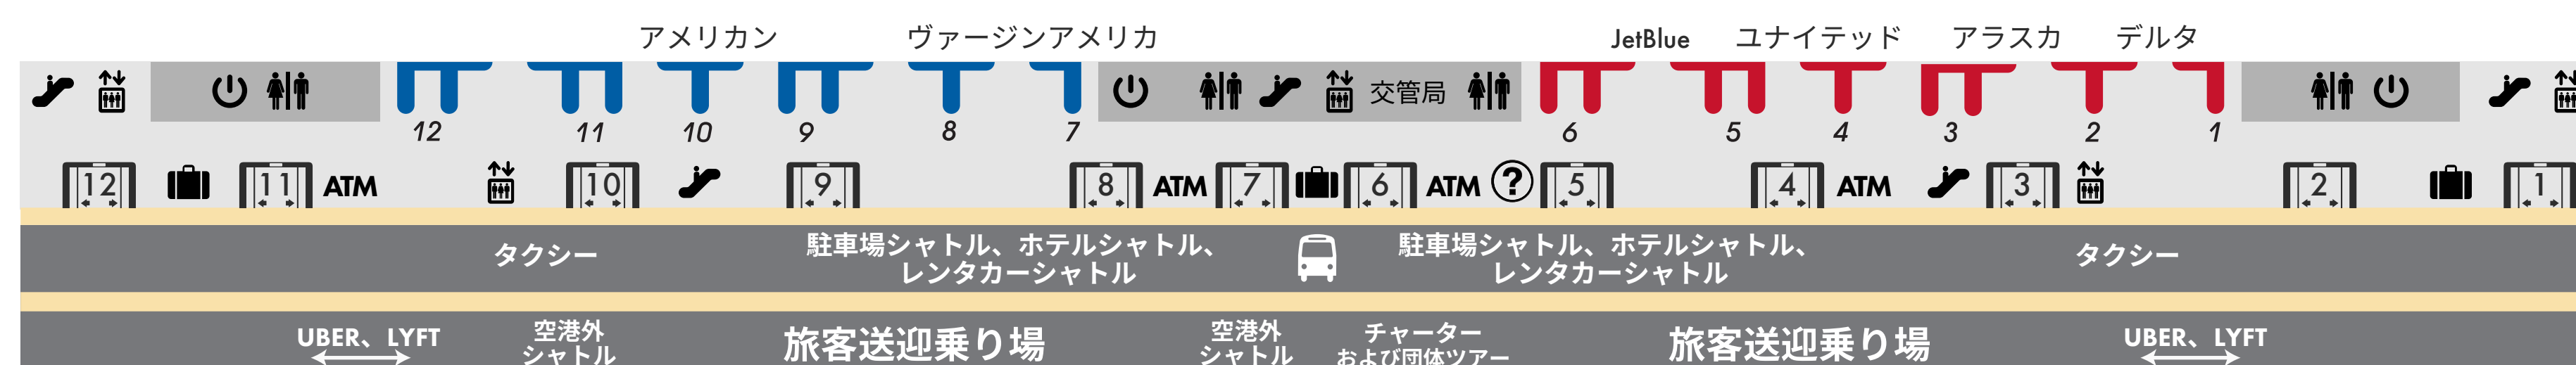 アメリカン ヴァージンアメリカ JetBlue ユナイテッド アラスカ デルタ
交管局
12 11 10 9 8 7 6 5 4 3 2 1
12 11 ATM 10 9 8 ATM 7 6 ATM ? 5 4 ATM 3 2 1
タクシー
駐車場シャトル、ホテルシャトル、
レンタカーシャトル
駐車場シャトル、ホテルシャトル、
レンタカーシャトル
タクシー
UBER、LYFT
空港外
シャトル
旅客送迎乗り場
空港外
シャトル
チャーター
および団体ツアー
旅客送迎乗り場
UBER、LYFT